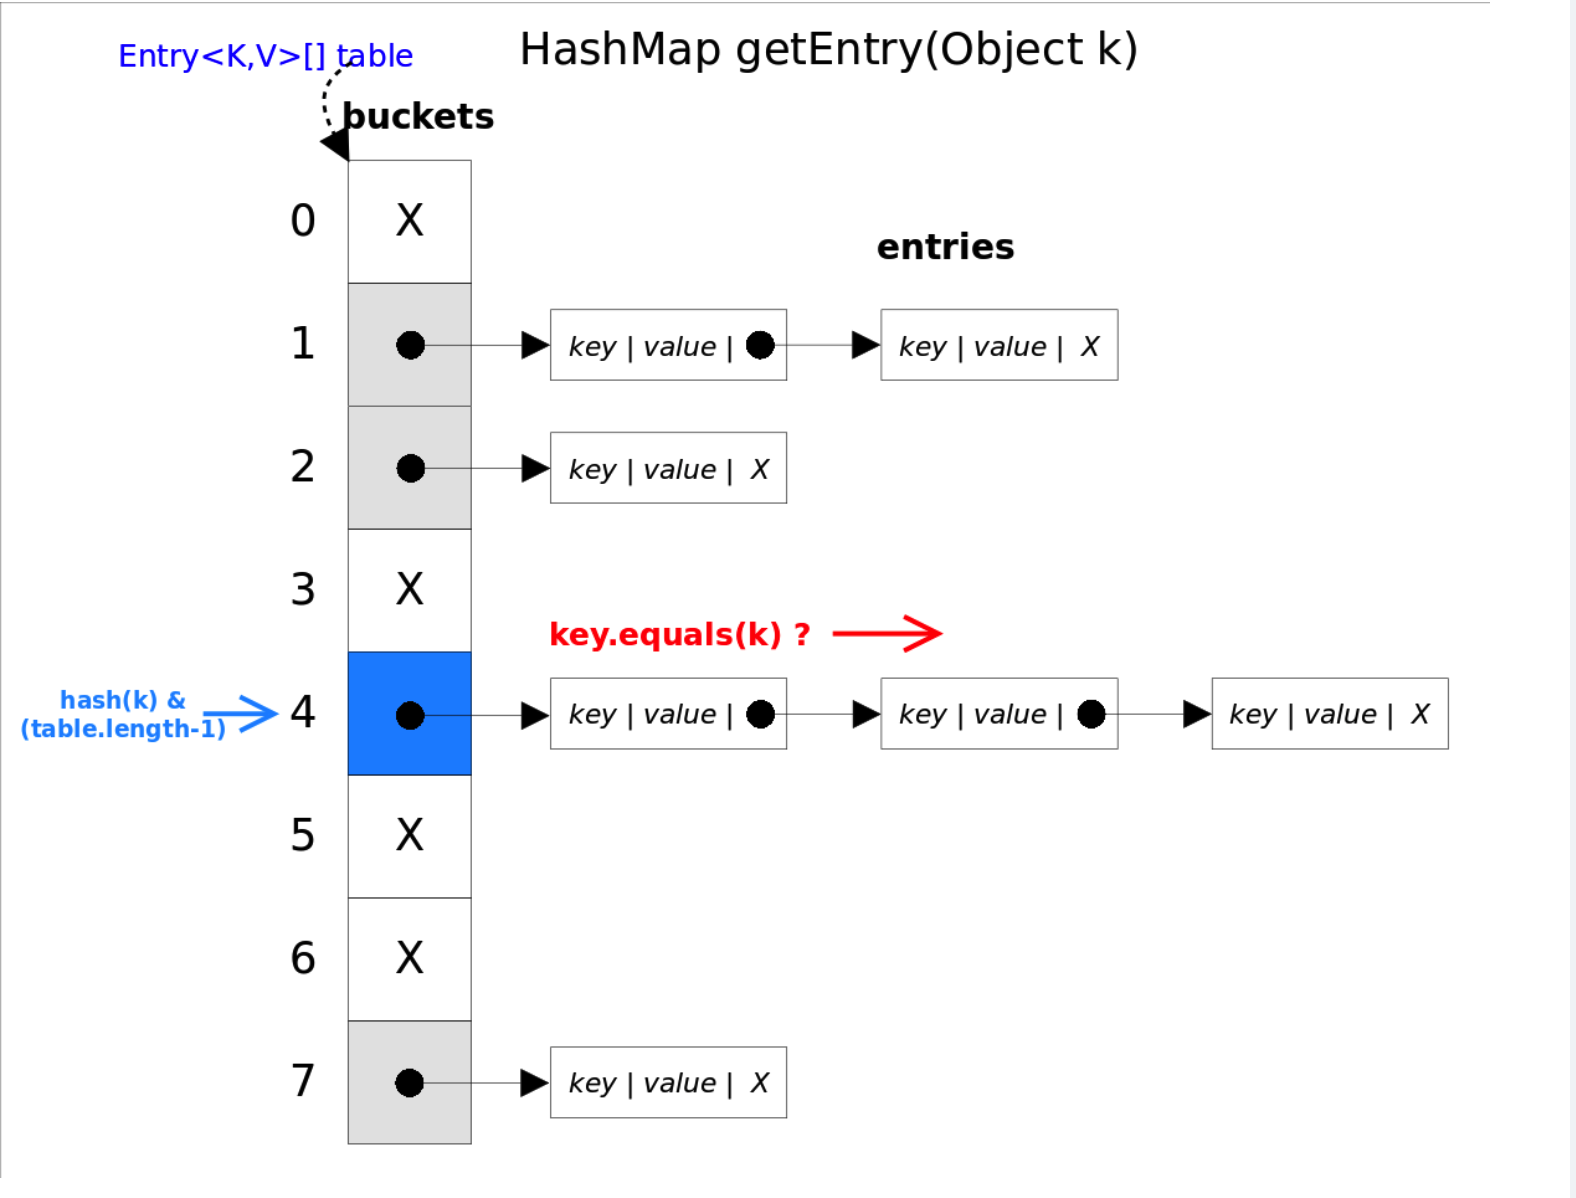 HashMap getEntry(Object k)
Entry<K,V>[] table
buckets
0 X
entries
1 key | value | key | value | X
2 key | value | X
3 X
key.equals(k) ?
hash(k) &
(table.length-1)
4 key | value | key | value | key | value | X
5 X
6 X
7 key | value | X